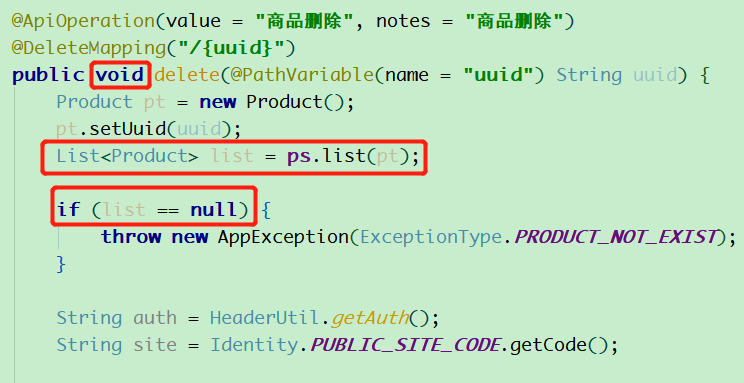 @ApiOperation(value = "商品删除", notes = "商品删除")
@DeleteMapping("/{uuid}")
public void delete(@PathVariable(name = "uuid") String uuid) {
Product pt = new Product();
pt.setUuid(uuid);
List<Product> list = ps.list(pt);
if (list == null) {
throw new AppException(ExceptionType.PRODUCT_NOT_EXIST);
}
String auth = HeaderUtil.getAuth();
String site = Identity.PUBLIC_SITE_CODE.getCode();